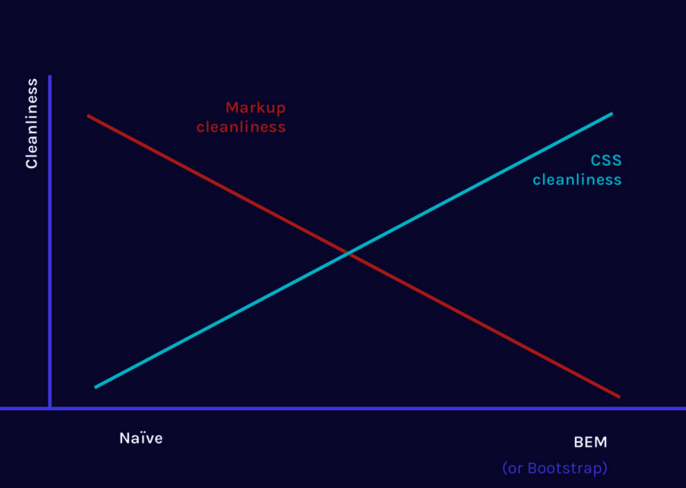 Cleanliness
Markup
cleanliness
CSS
cleanliness
Naïve
BEM
(or Bootstrap)